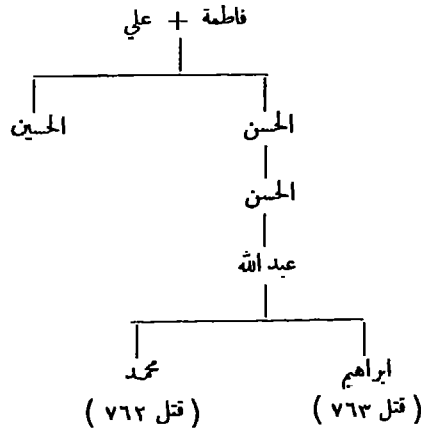 فاطمة + علي
الحسن الحسين
الحسن
عبد الله
ابراهيم محمد
( قتل ٧٦٣ ) ( قتل ٧٦٢ )